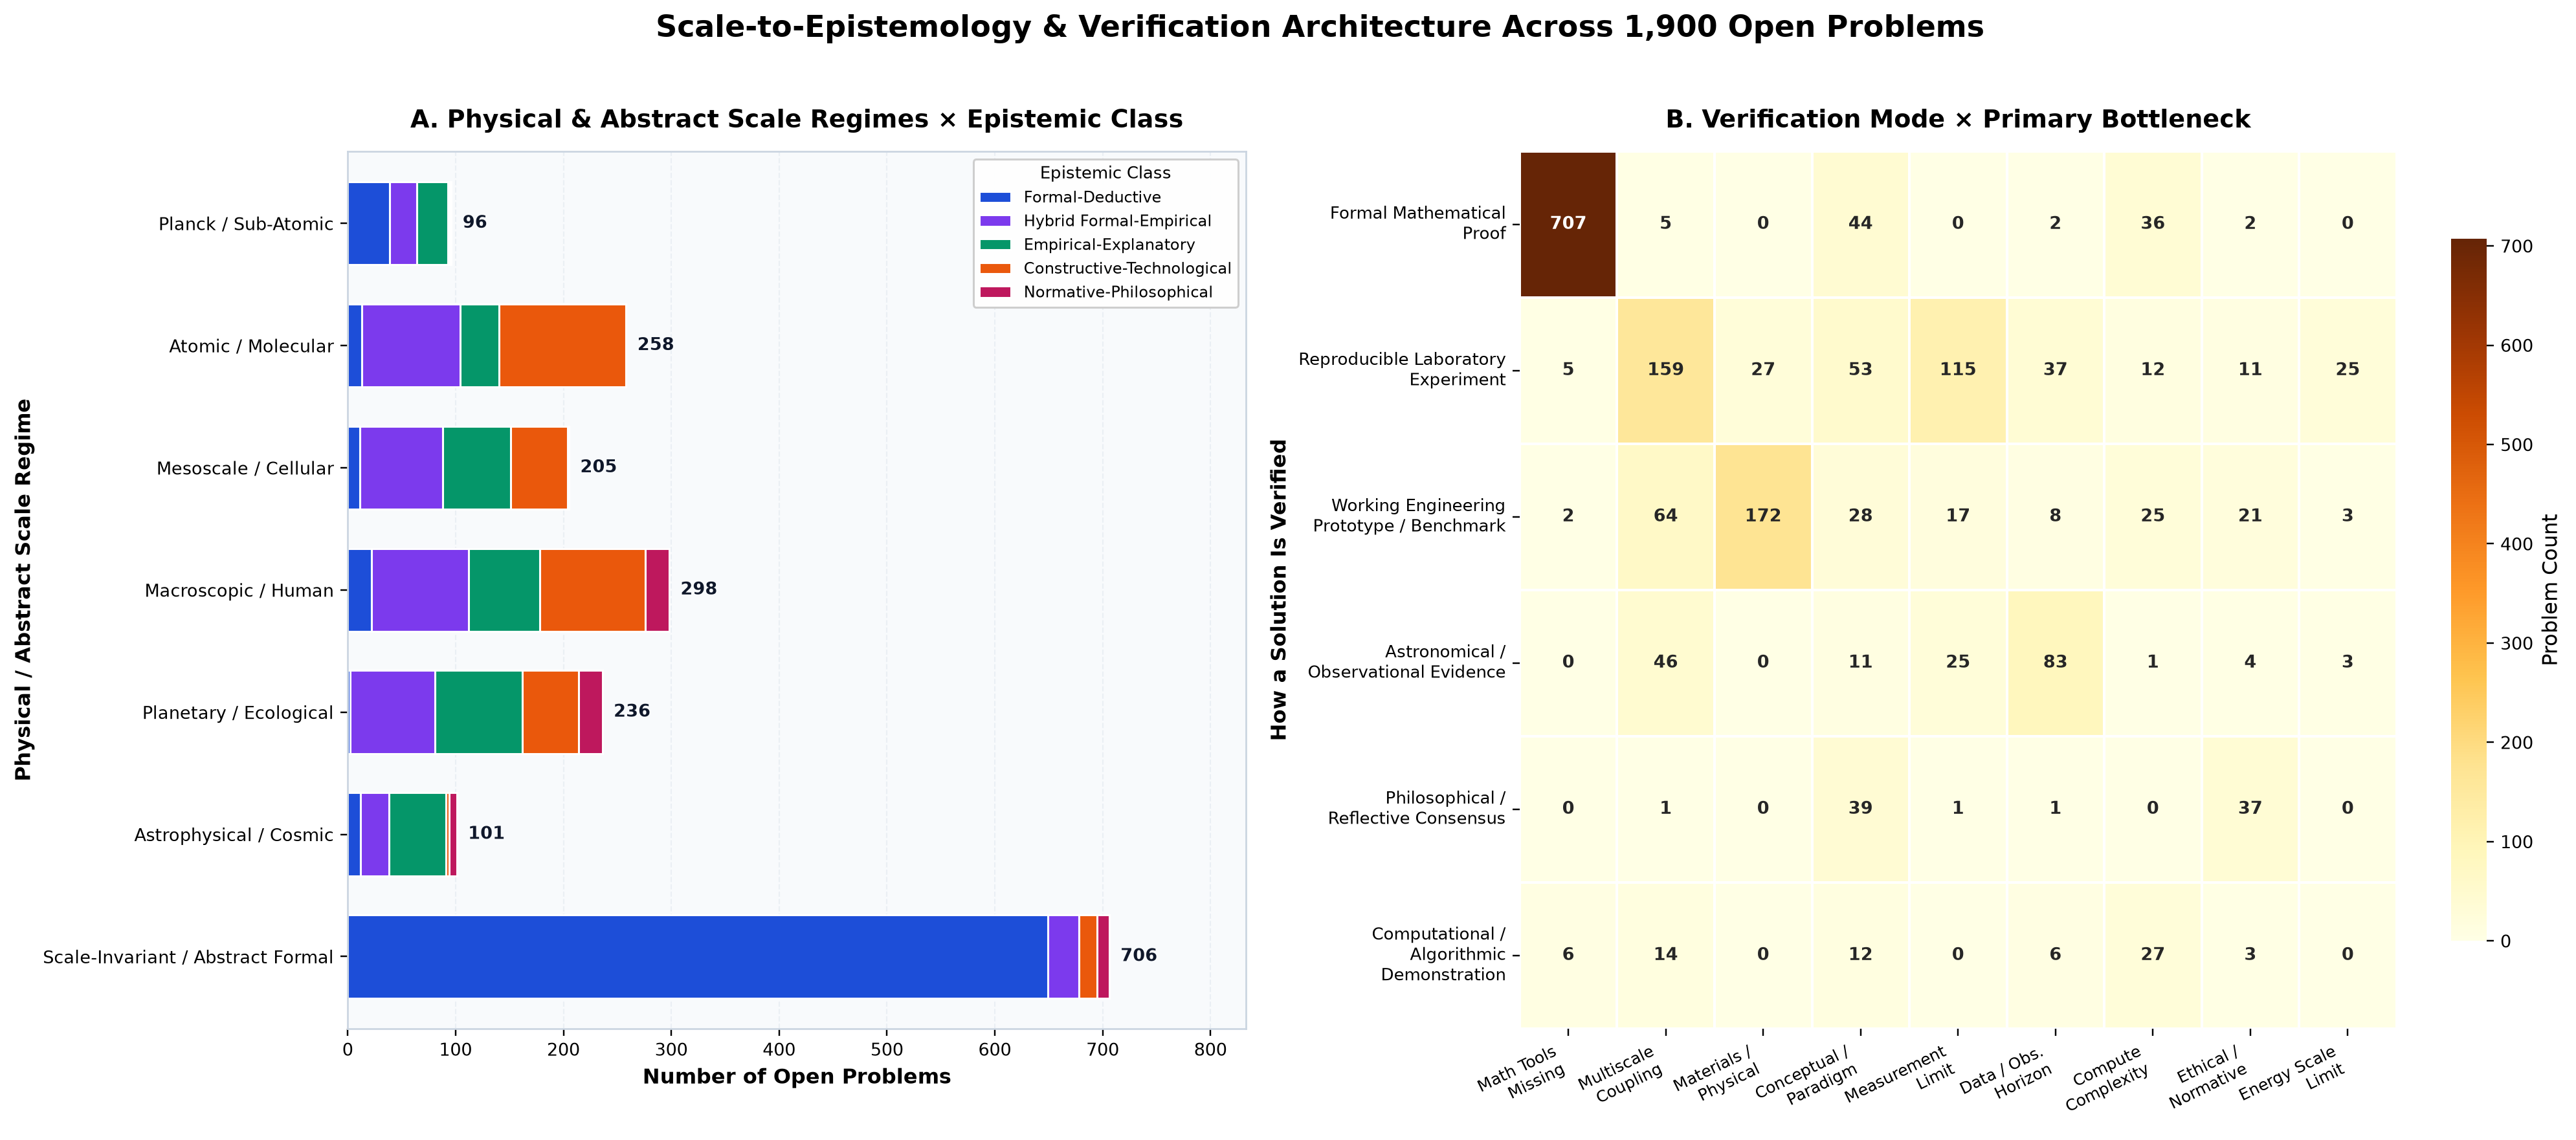 Scale-to-Epistemology & Verification Architecture Across 1,900 Open Problems
A. Physical & Abstract Scale Regimes × Epistemic Class
Physical / Abstract Scale Regime
Planck / Sub-Atomic
Atomic / Molecular
Mesoscale / Cellular
Macroscopic / Human
Planetary / Ecological
Astrophysical / Cosmic
Scale-Invariant / Abstract Formal
96
258
205
298
236
101
706
Epistemic Class
Formal-Deductive
Hybrid Formal-Empirical
Empirical-Explanatory
Constructive-Technological
Normative-Philosophical
0 100 200 300 400 500 600 700 800
Number of Open Problems
B. Verification Mode × Primary Bottleneck
How a Solution Is Verified
Formal Mathematical
Proof
707 5 0 44 0 2 36 2 0
Reproducible Laboratory
Experiment
5 159 27 53 115 37 12 11 25
Working Engineering
Prototype / Benchmark
2 64 172 28 17 8 25 21 3
Astronomical /
Observational Evidence
0 46 0 11 25 83 1 4 3
Philosophical /
Reflective Consensus
0 1 0 39 1 1 0 37 0
Computational /
Algorithmic
Demonstration
6 14 0 12 0 6 27 3 0
Math Tools
Missing
Multiscale
Coupling
Materials /
Physical
Conceptual /
Paradigm
Measurement
Limit
Data / Obs.
Horizon
Compute
Complexity
Ethical /
Normative
Energy Scale
Limit
700
600
500
400
300
200
100
0
Problem Count